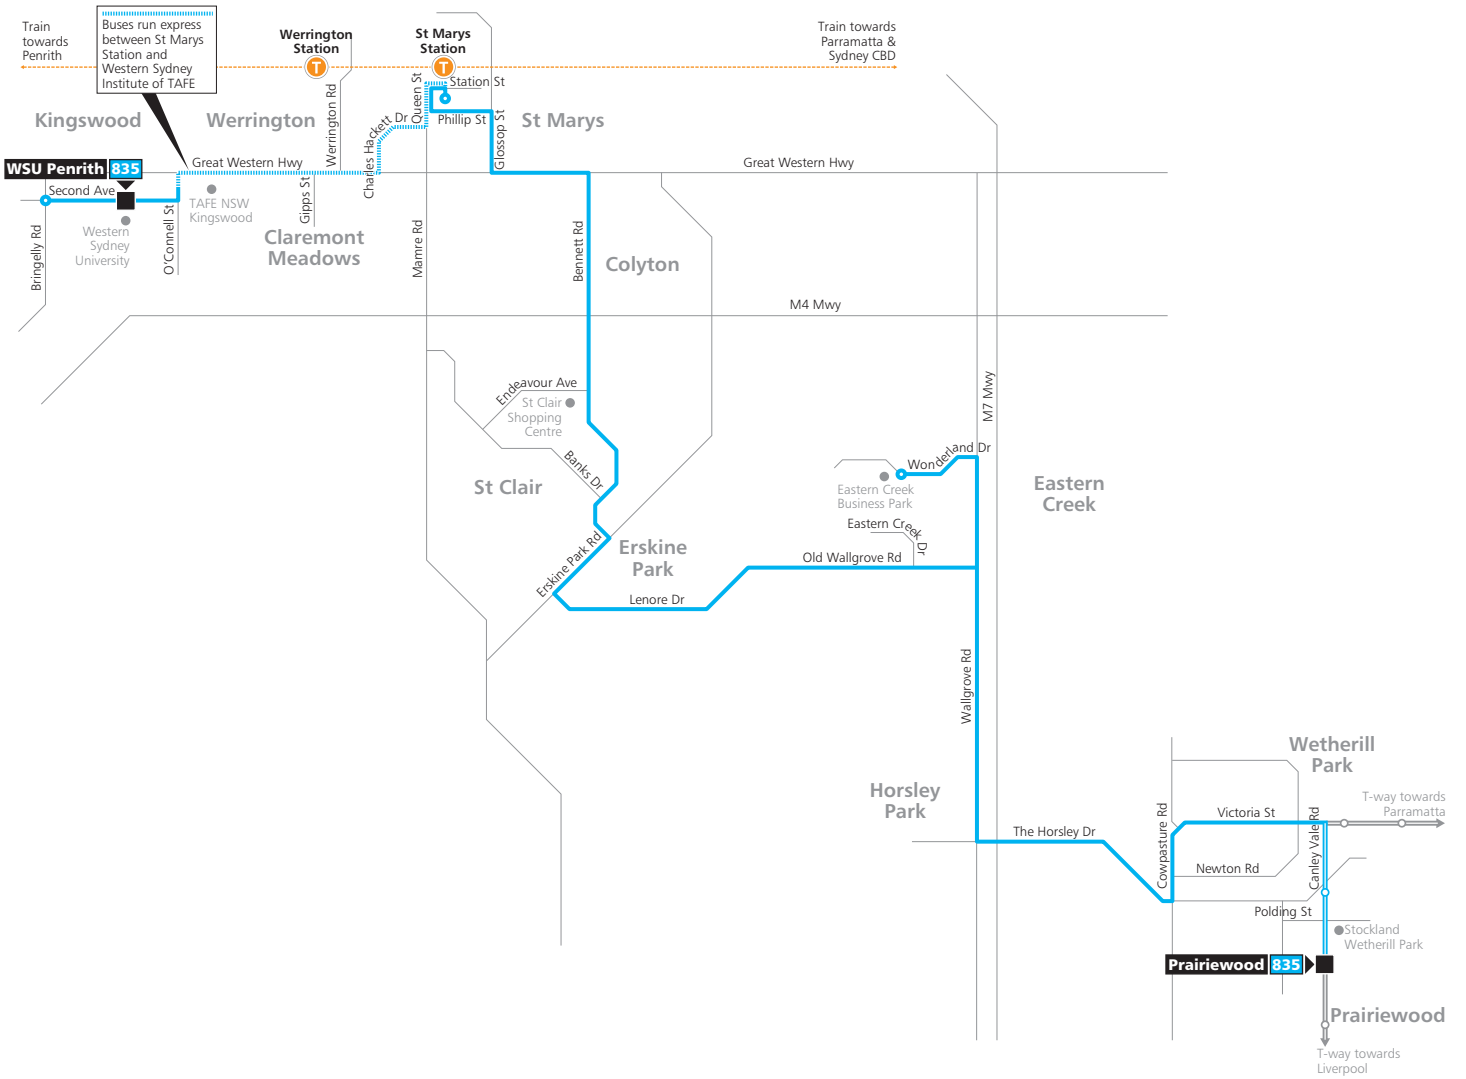 Train
towards
Penrith
Buses run express
between St Marys
Station and
Western Sydney
Institute of TAFE
Werrington
Station
T
St Marys
Station
T
Train towards
Parramatta &
Sydney CBD
Station St
Queen St
Phillip St
Glossop St
St Marys
Kingswood
Werrington
Werrington Rd
Charles Hackett Dr
WSU Penrith 835
Great Western Hwy
Great Western Hwy
Second Ave
TAFE NSW
Kingswood
Gipps St
Western
Sydney
University
Bringelly Rd
O'Connell St
Claremont
Meadows
Mamre Rd
Bennett Rd
Colyton
M4 Mwy
M7 Mwy
Endeavour Ave
St Clair
Shopping
Centre
Banks Dr
St Clair
Wonderland Dr
Eastern Creek
Business Park
Eastern
Creek
Eastern Creek Dr
Erskine Park Rd
Erskine
Park
Old Wallgrove Rd
Lenore Dr
Wallgrove Rd
Horsley
Park
The Horsley Dr
Wetherill
Park
T-way towards
Parramatta
Cowpasture Rd
Victoria St
Canley Vale Rd
Newton Rd
Polding St
Stockland
Wetherill Park
Prairiewood 835
Prairiewood
T-way towards
Liverpool